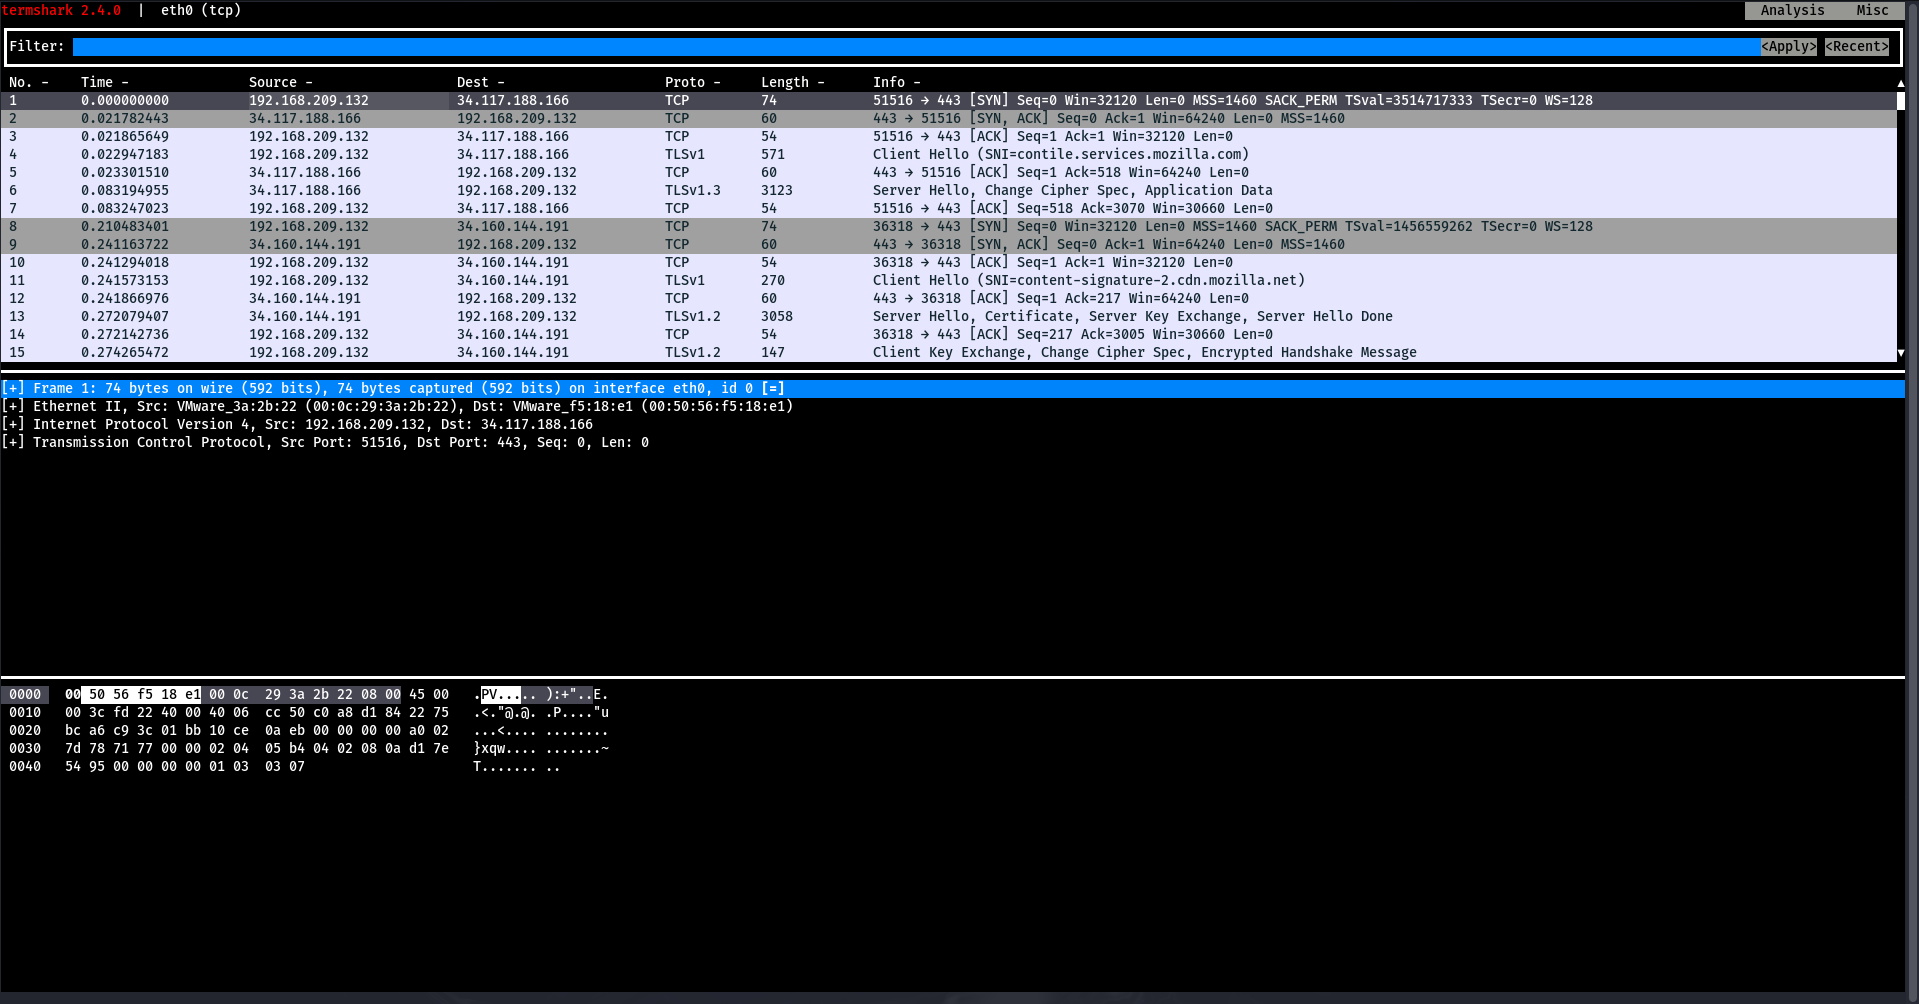 termshark 2.4.0 | eth0 (tcp) Analysis Misc
Filter: <Apply> <Recent>
No. - Time - Source - Dest - Proto - Length - Info -
1 0.000000000 192.168.209.132 34.117.188.166 TCP 74 51516 → 443 [SYN] Seq=0 Win=32120 Len=0 MSS=1460 SACK_PERM TSval=3514717333 TSecr=0 WS=128
2 0.021782443 34.117.188.166 192.168.209.132 TCP 60 443 → 51516 [SYN, ACK] Seq=0 Ack=1 Win=64240 Len=0 MSS=1460
3 0.021865649 192.168.209.132 34.117.188.166 TCP 54 51516 → 443 [ACK] Seq=1 Ack=1 Win=32120 Len=0
4 0.022947183 192.168.209.132 34.117.188.166 TLSv1 571 Client Hello (SNI=contile.services.mozilla.com)
5 0.023301510 34.117.188.166 192.168.209.132 TCP 60 443 → 51516 [ACK] Seq=1 Ack=518 Win=64240 Len=0
6 0.083194955 34.117.188.166 192.168.209.132 TLSv1.3 3123 Server Hello, Change Cipher Spec, Application Data
7 0.083247023 192.168.209.132 34.117.188.166 TCP 54 51516 → 443 [ACK] Seq=518 Ack=3070 Win=30660 Len=0
8 0.210483401 192.168.209.132 34.160.144.191 TCP 74 36318 → 443 [SYN] Seq=0 Win=32120 Len=0 MSS=1460 SACK_PERM TSval=1456559262 TSecr=0 WS=128
9 0.241163722 34.160.144.191 192.168.209.132 TCP 60 443 → 36318 [SYN, ACK] Seq=0 Ack=1 Win=64240 Len=0 MSS=1460
10 0.241294018 192.168.209.132 34.160.144.191 TCP 54 36318 → 443 [ACK] Seq=1 Ack=1 Win=32120 Len=0
11 0.241573153 192.168.209.132 34.160.144.191 TLSv1 270 Client Hello (SNI=content-signature-2.cdn.mozilla.net)
12 0.241866976 34.160.144.191 192.168.209.132 TCP 60 443 → 36318 [ACK] Seq=1 Ack=217 Win=64240 Len=0
13 0.272079407 34.160.144.191 192.168.209.132 TLSv1.2 3058 Server Hello, Certificate, Server Key Exchange, Server Hello Done
14 0.272142736 192.168.209.132 34.160.144.191 TCP 54 36318 → 443 [ACK] Seq=217 Ack=3005 Win=30660 Len=0
15 0.274265472 192.168.209.132 34.160.144.191 TLSv1.2 147 Client Key Exchange, Change Cipher Spec, Encrypted Handshake Message
[+] Frame 1: 74 bytes on wire (592 bits), 74 bytes captured (592 bits) on interface eth0, id 0 [=]
[+] Ethernet II, Src: VMware_3a:2b:22 (00:0c:29:3a:2b:22), Dst: VMware_f5:18:e1 (00:50:56:f5:18:e1)
[+] Internet Protocol Version 4, Src: 192.168.209.132, Dst: 34.117.188.166
[+] Transmission Control Protocol, Src Port: 51516, Dst Port: 443, Seq: 0, Len: 0
0000 00 50 56 f5 18 e1 00 0c 29 3a 2b 22 08 00 45 00 .PV..... ):+"..E.
0010 00 3c fd 22 40 00 40 06 cc 50 c0 a8 d1 84 22 75 .<."@.@. .P...."u
0020 bc a6 c9 3c 01 bb 10 ce 0a eb 00 00 00 00 a0 02 ...<.... ........
0030 7d 78 71 77 00 00 02 04 05 b4 04 02 08 0a d1 7e }xqw.... .......~
0040 54 95 00 00 00 00 01 03 03 07 T....... ..